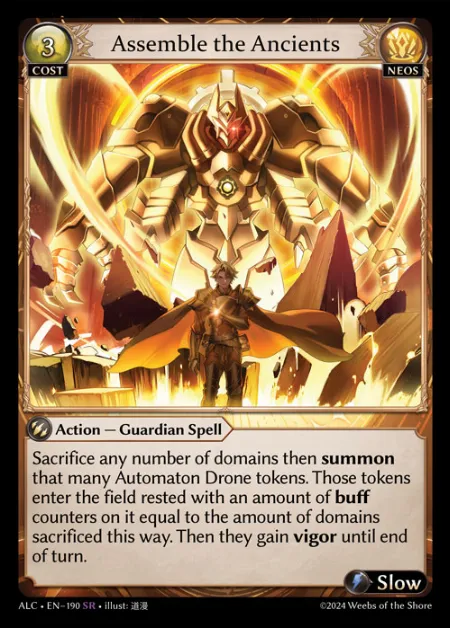 3
Assemble the Ancients
COST
NEOS
Action — Guardian Spell
Sacrifice any number of domains then summon
that many Automaton Drone tokens. Those tokens
enter the field rested with an amount of buff
counters on it equal to the amount of domains
sacrificed this way. Then they gain vigor until end
of turn.
Slow
ALC • EN-190 SR • illust: 道漫
©2024 Weebs of the Shore